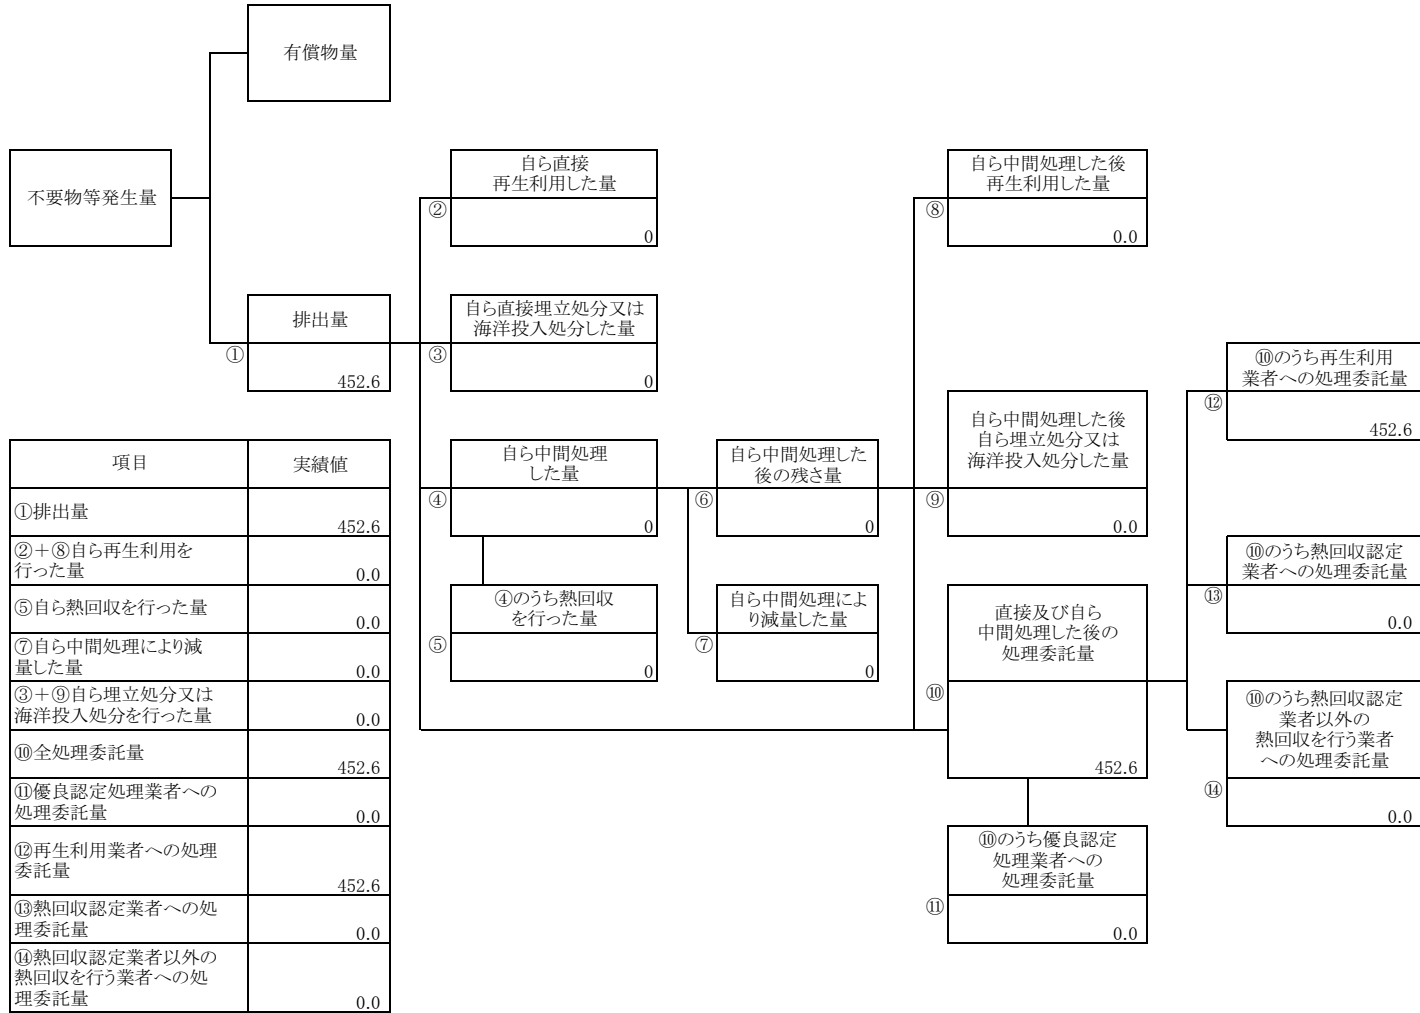 有償物量
不要物等発生量
自ら直接
再生利用した量
②
0
自ら中間処理した後
再生利用した量
⑧
0.0
排出量
①
452.6
自ら直接埋立処分又は
海洋投入処分した量
③
0
⑩のうち再生利用
業者への処理委託量
⑫
452.6
自ら中間処理
した量
④
0
自ら中間処理した
後の残さ量
⑥
0
自ら中間処理した後
自ら埋立処分又は
海洋投入処分した量
⑨
0.0
⑩のうち熱回収認定
業者への処理委託量
⑬
0.0
④のうち熱回収
を行った量
⑤
0
自ら中間処理によ
り減量した量
⑦
0
直接及び自ら
中間処理した後の
処理委託量
⑩
452.6
⑩のうち熱回収認定
業者以外の
熱回収を行う業者
への処理委託量
⑭
0.0
⑩のうち優良認定
処理業者への
処理委託量
⑪
0.0
項目 実績値
①排出量
452.6
②＋⑧自ら再生利用を
行った量
0.0
⑤自ら熱回収を行った量
0.0
⑦自ら中間処理により減
量した量
0.0
③＋⑨自ら埋立処分又は
海洋投入処分を行った量
0.0
⑩全処理委託量
452.6
⑪優良認定処理業者への
処理委託量
0.0
⑫再生利用業者への処理
委託量
452.6
⑬熱回収認定業者への処
理委託量
0.0
⑭熱回収認定業者以外の
熱回収を行う業者への処
理委託量
0.0